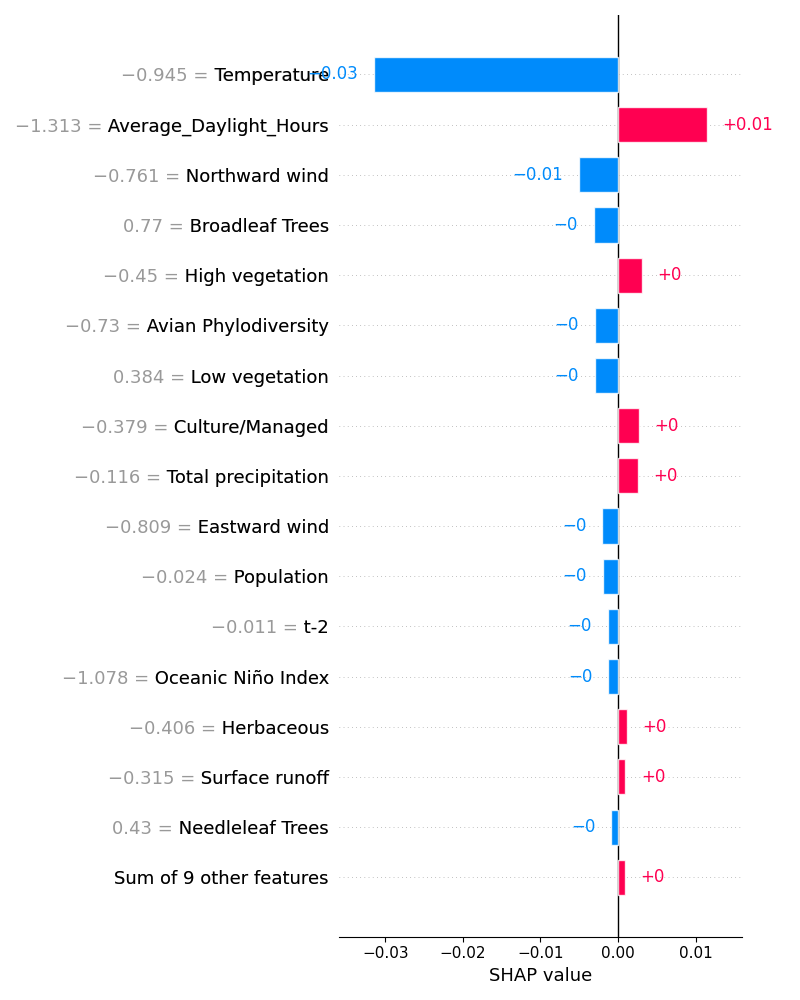 −0.945 = Temperature −0.03
−1.313 = Average_Daylight_Hours +0.01
−0.761 = Northward wind −0.01
0.77 = Broadleaf Trees −0
−0.45 = High vegetation +0
−0.73 = Avian Phylodiversity −0
0.384 = Low vegetation −0
−0.379 = Culture/Managed +0
−0.116 = Total precipitation +0
−0.809 = Eastward wind −0
−0.024 = Population −0
−0.011 = t-2 −0
−1.078 = Oceanic Niño Index −0
−0.406 = Herbaceous +0
−0.315 = Surface runoff +0
0.43 = Needleleaf Trees −0
Sum of 9 other features +0
−0.03 −0.02 −0.01 0.00 0.01
SHAP value